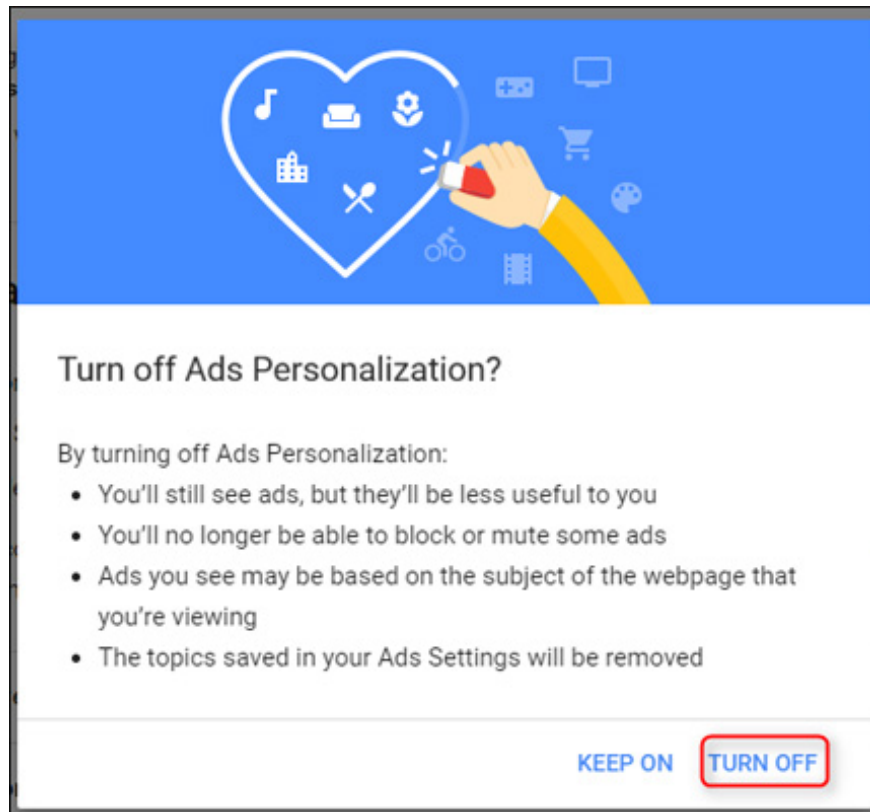 Turn off Ads Personalization?
By turning off Ads Personalization:
• You'll still see ads, but they'll be less useful to you
• You'll no longer be able to block or mute some ads
• Ads you see may be based on the subject of the webpage that
you're viewing
• The topics saved in your Ads Settings will be removed
KEEP ON TURN OFF